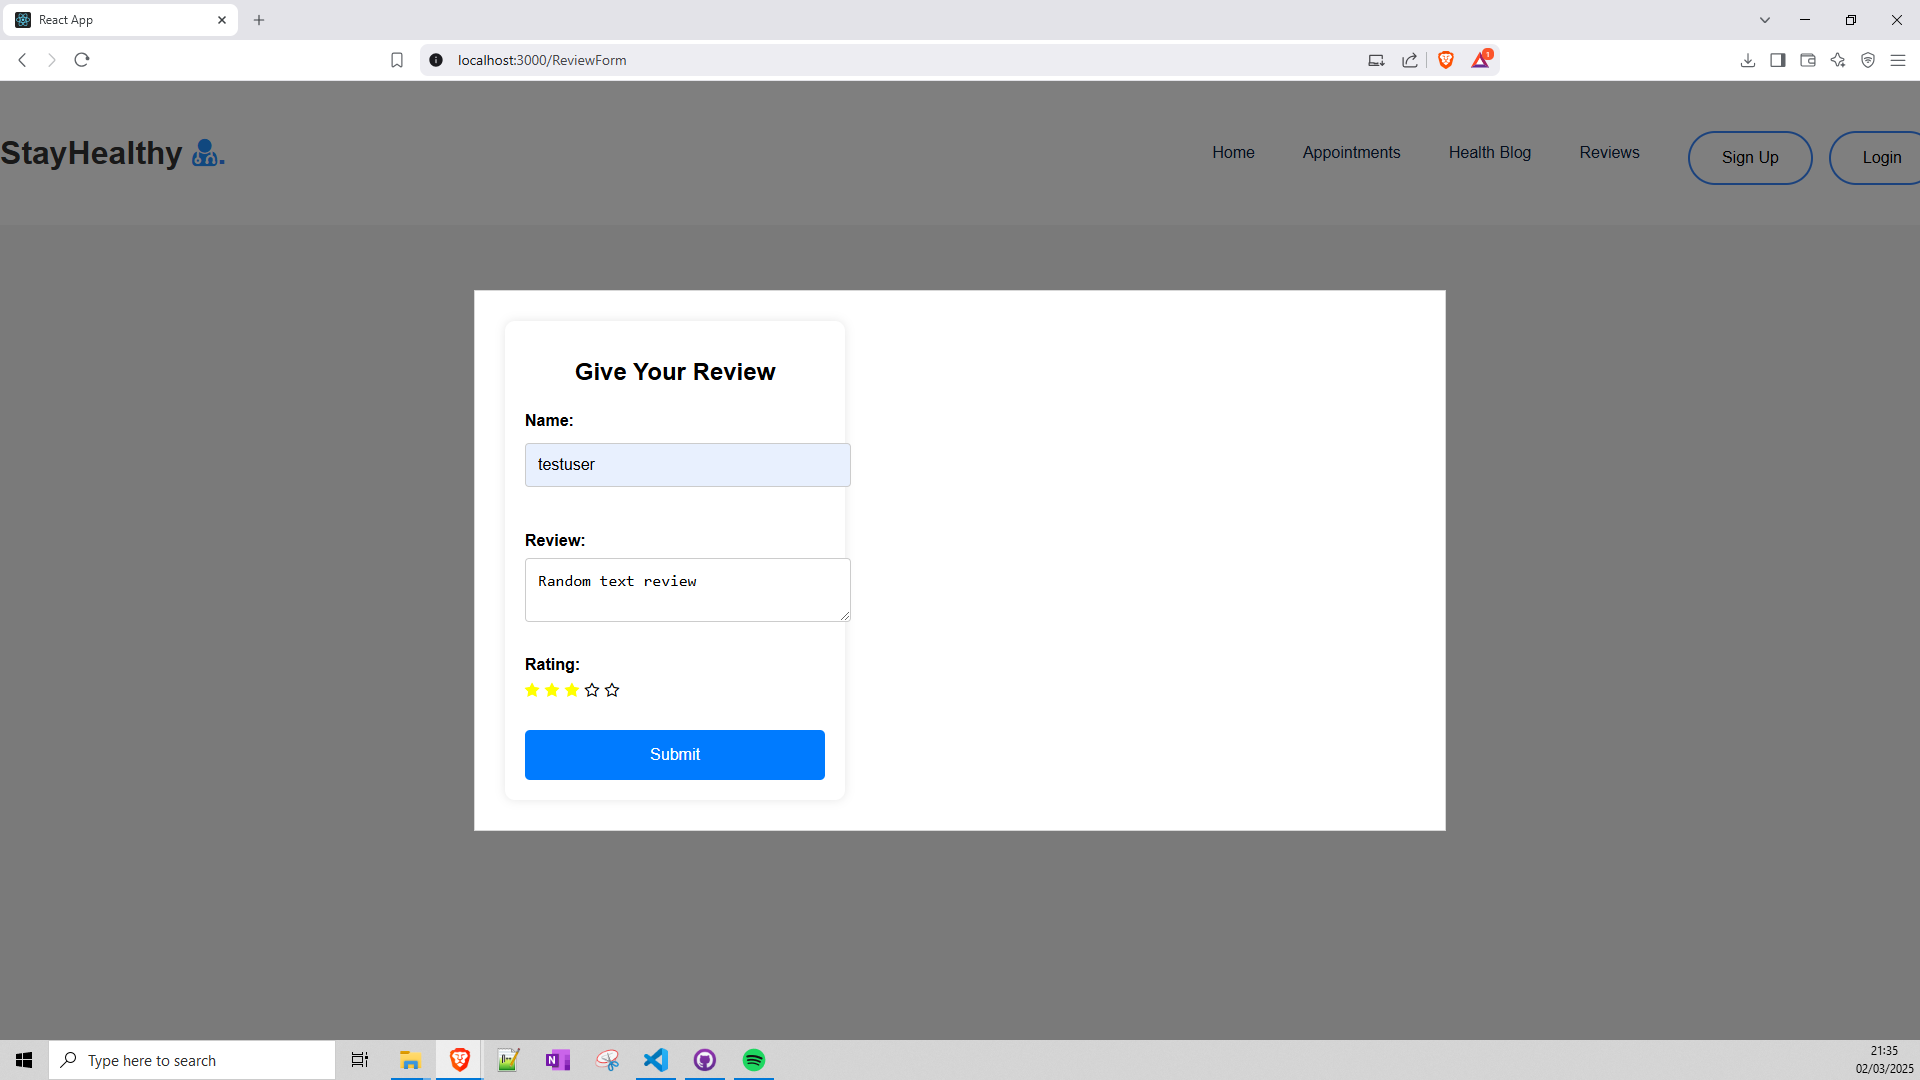 React App
localhost:3000/ReviewForm
1
StayHealthy .
Home
Appointments
Health Blog
Reviews
Sign Up
Login
Give Your Review
Name:
testuser
Review:
Random text review
Rating:
Submit
Type here to search
21:35
02/03/2025